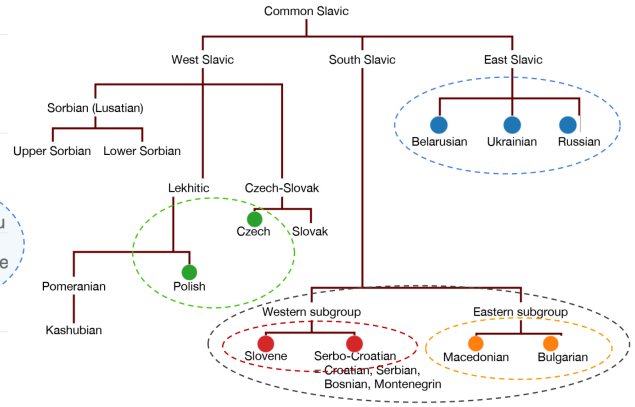 Common Slavic
West Slavic
South Slavic
East Slavic
Sorbian (Lusatian)
Belarusian
Ukrainian
Russian
Upper Sorbian
Lower Sorbian
Lekhitic
Czech-Slovak
u
Czech
Slovak
e
Pomeranian
Polish
Western subgroup
Eastern subgroup
Kashubian
Slovene
Serbo-Croatian
= Croatian, Serbian,
Bosnian, Montenegrin
Macedonian
Bulgarian